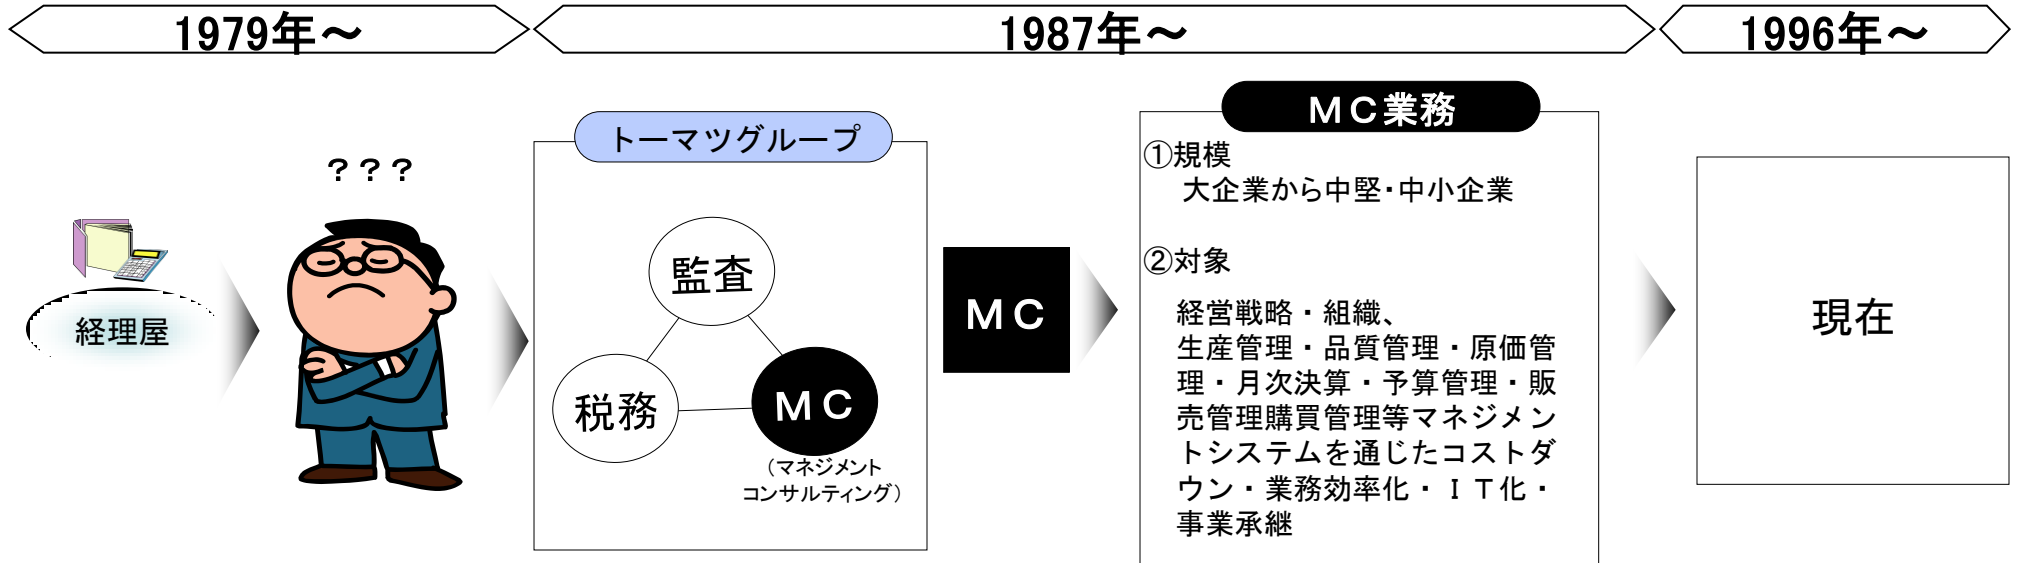 1979年～
1987年～
1996年～
？？？
経理屋
トーマツグループ
監査
税務
ＭＣ
（マネジメント
コンサルティング）
ＭＣ
ＭＣ業務
①規模
大企業から中堅・中小企業
②対象
経営戦略・組織、
生産管理・品質管理・原価管
理・月次決算・予算管理・販
売管理購買管理等マネジメン
トシステムを通じたコストダ
ウン・業務効率化・ＩＴ化・
事業承継
現在